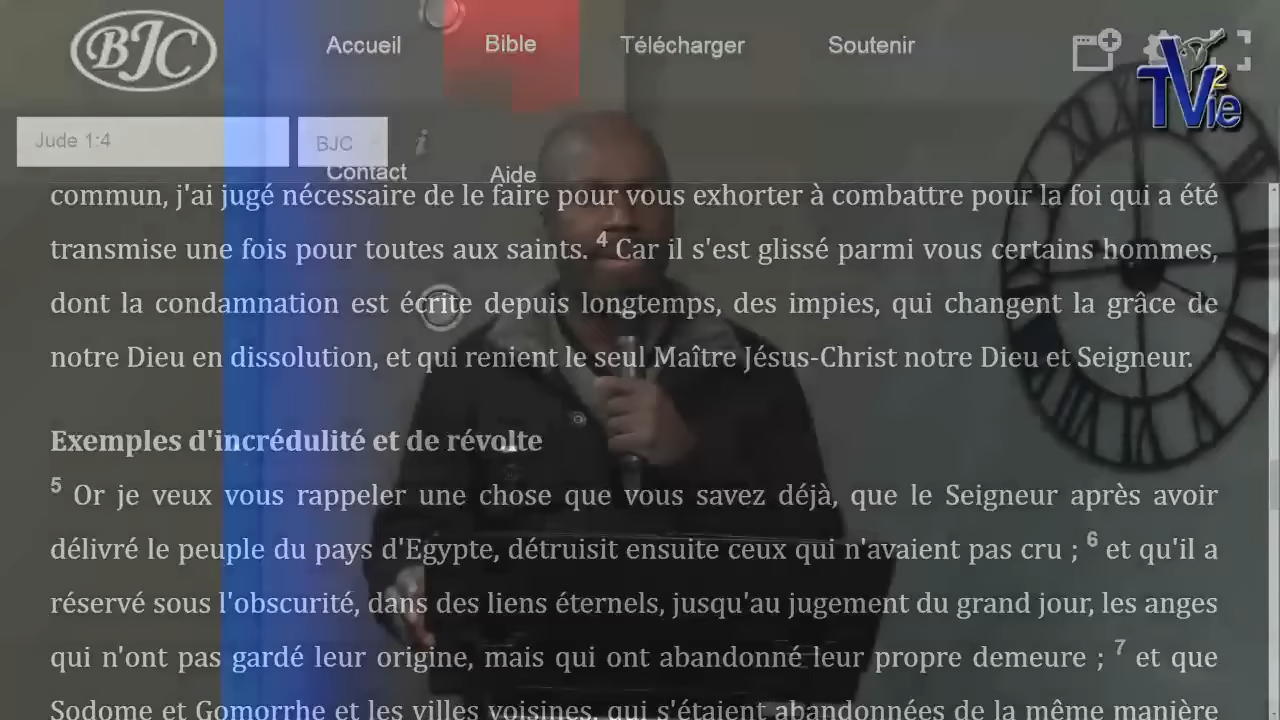 BJC
Accueil
Bible
Télécharger
Soutenir
TV2Vie
Jude 1:4
BJC
i
Contact
Aide
commun, j'ai jugé nécessaire de le faire pour vous exhorter à combattre pour la foi qui a été
transmise une fois pour toutes aux saints. 4 Car il s'est glissé parmi vous certains hommes,
dont la condamnation est écrite depuis longtemps, des impies, qui changent la grâce de
notre Dieu en dissolution, et qui renient le seul Maître Jésus-Christ notre Dieu et Seigneur.
Exemples d'incrédulité et de révolte
5 Or je veux vous rappeler une chose que vous savez déjà, que le Seigneur après avoir
délivré le peuple du pays d'Egypte, détruisit ensuite ceux qui n'avaient pas cru ; 6 et qu'il a
réservé sous l'obscurité, dans des liens éternels, jusqu'au jugement du grand jour, les anges
qui n'ont pas gardé leur origine, mais qui ont abandonné leur propre demeure ; 7 et que
Sodome et Gomorrhe et les villes voisines, qui s'étaient abandonnées de la même manière